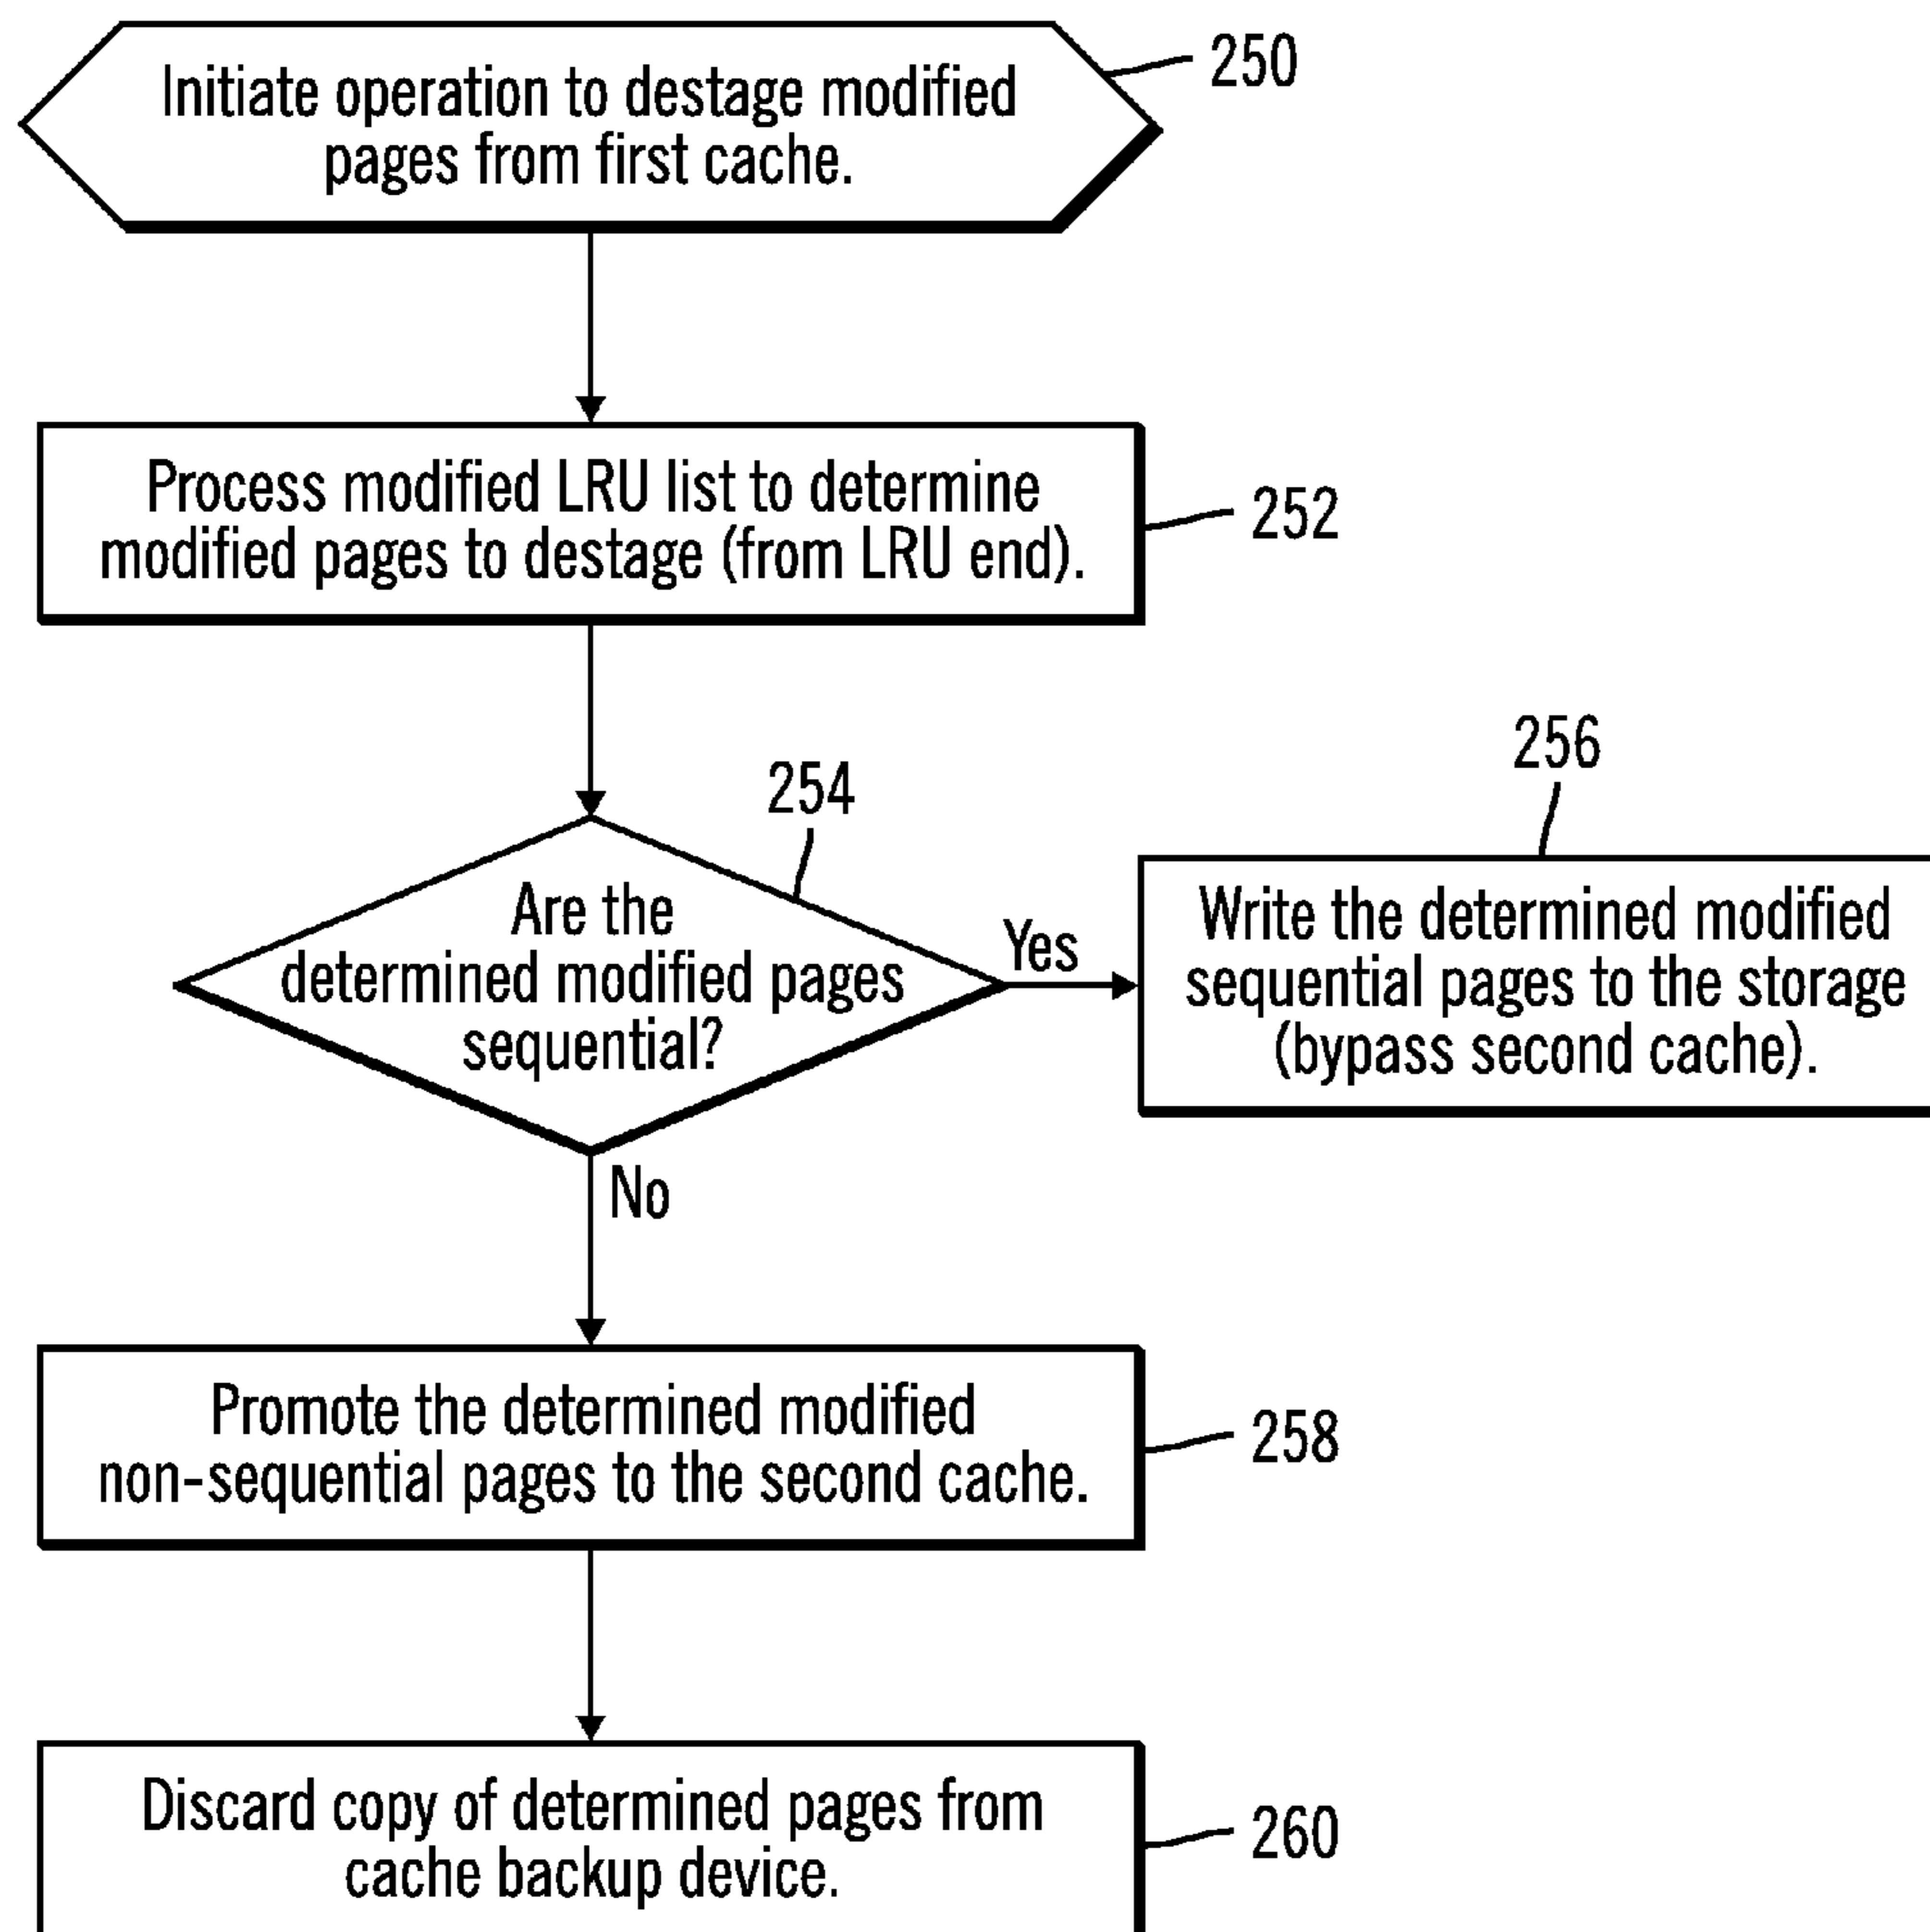 Initiate operation to destage modified
pages from first cache.
250
Process modified LRU list to determine
modified pages to destage (from LRU end).
252
254
Are the
determined modified pages
sequential?
Yes
256
Write the determined modified
sequential pages to the storage
(bypass second cache).
No
Promote the determined modified
non-sequential pages to the second cache.
258
Discard copy of determined pages from
cache backup device.
260